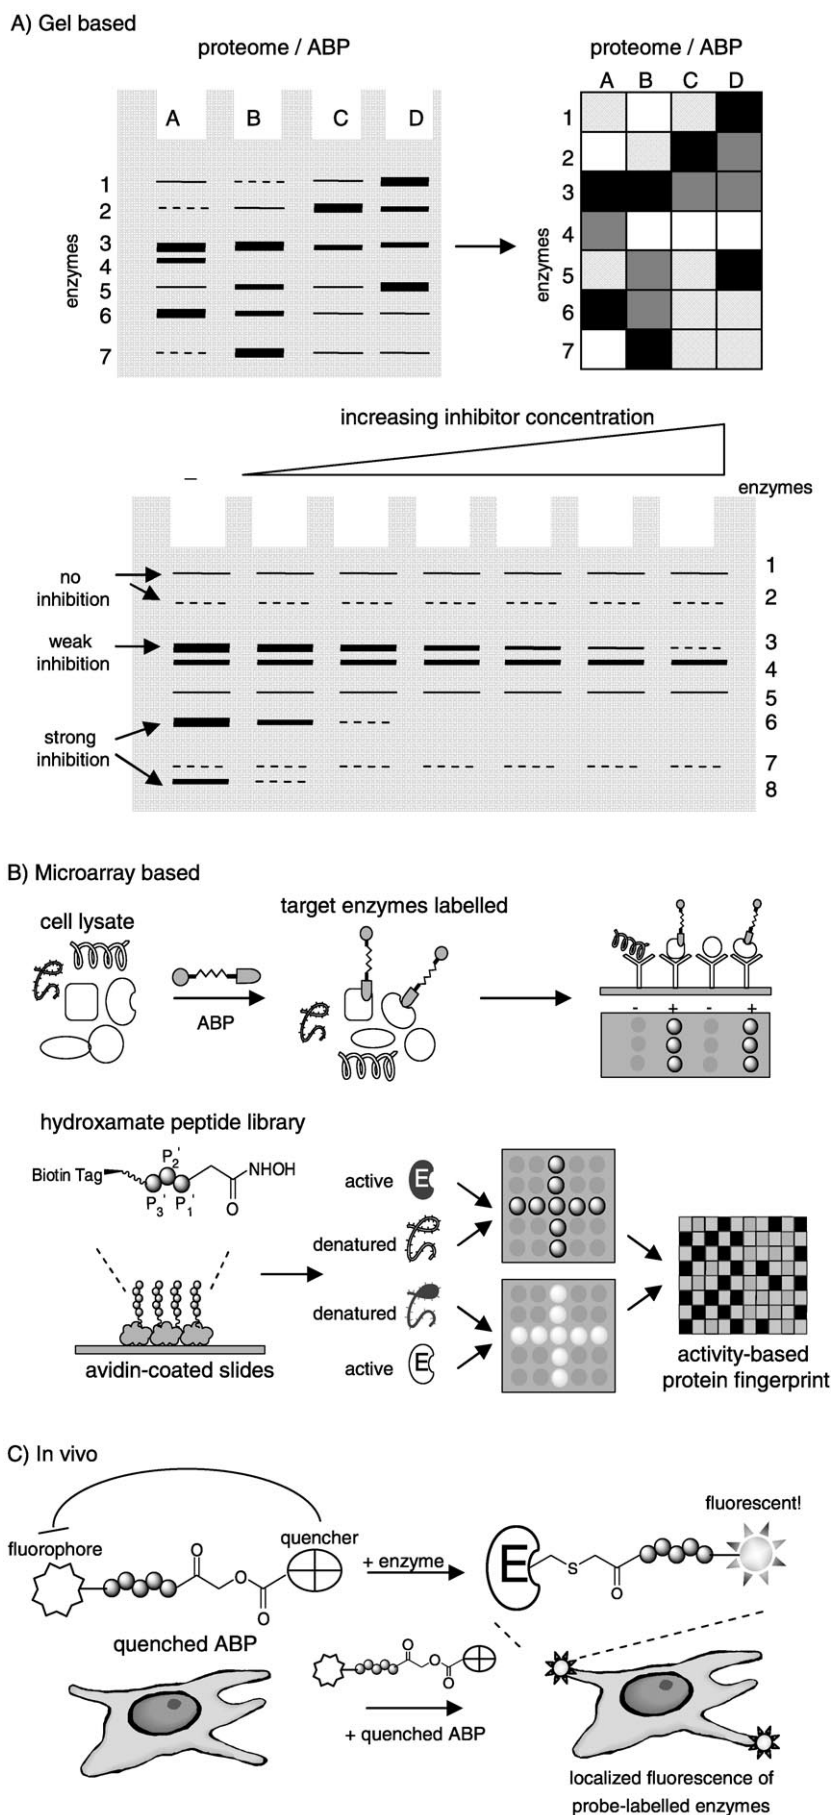 A) Gel based
proteome / ABP
A B C D
enzymes
1
2
3
4
5
6
7
proteome / ABP
A B C D
enzymes
1
2
3
4
5
6
7
increasing inhibitor concentration
–
enzymes
no
inhibition
weak
inhibition
strong
inhibition
1
2
3
4
5
6
7
8
B) Microarray based
cell lysate
ABP
target enzymes labelled
- + - +
hydroxamate peptide library
Biotin Tag
P3'
P2'
P1'
NHOH
O
avidin-coated slides
active E
denatured
denatured
active E
activity-based
protein fingerprint
C) In vivo
fluorophore
quencher
O
O
O
quenched ABP
+ enzyme
fluorescent!
E
S
O
O
O
O
+ quenched ABP
localized fluorescence of
probe-labelled enzymes